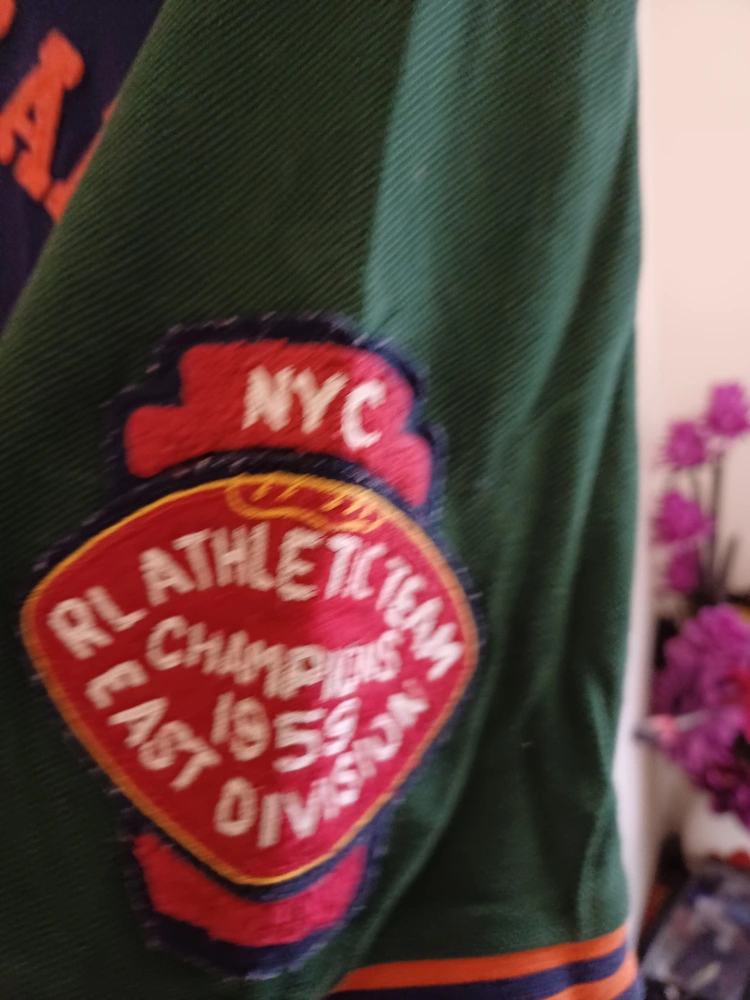 NYC
RL ATHLETIC TEAM
CHAMPIONS
1959
EAST DIVISION